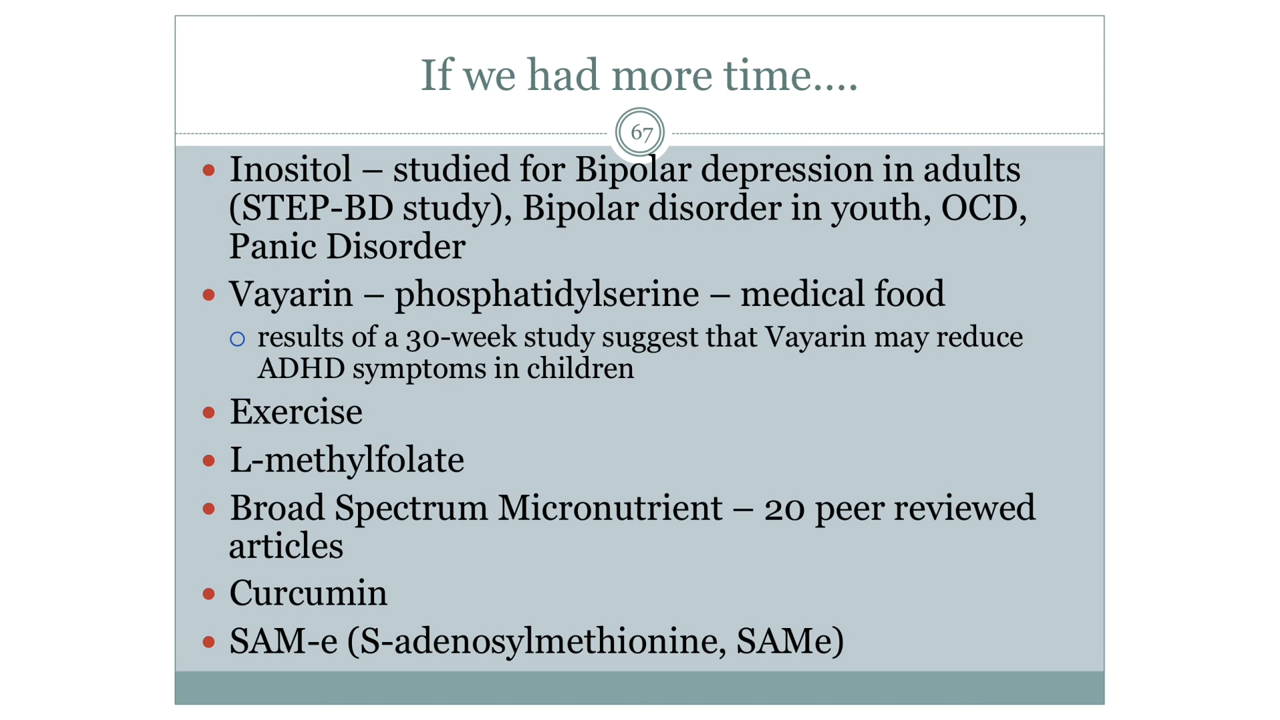 If we had more time....
67
• Inositol – studied for Bipolar depression in adults
(STEP-BD study), Bipolar disorder in youth, OCD,
Panic Disorder
• Vayarin – phosphatidylserine – medical food
○ results of a 30-week study suggest that Vayarin may reduce
ADHD symptoms in children
• Exercise
• L-methylfolate
• Broad Spectrum Micronutrient – 20 peer reviewed
articles
• Curcumin
• SAM-e (S-adenosylmethionine, SAMe)